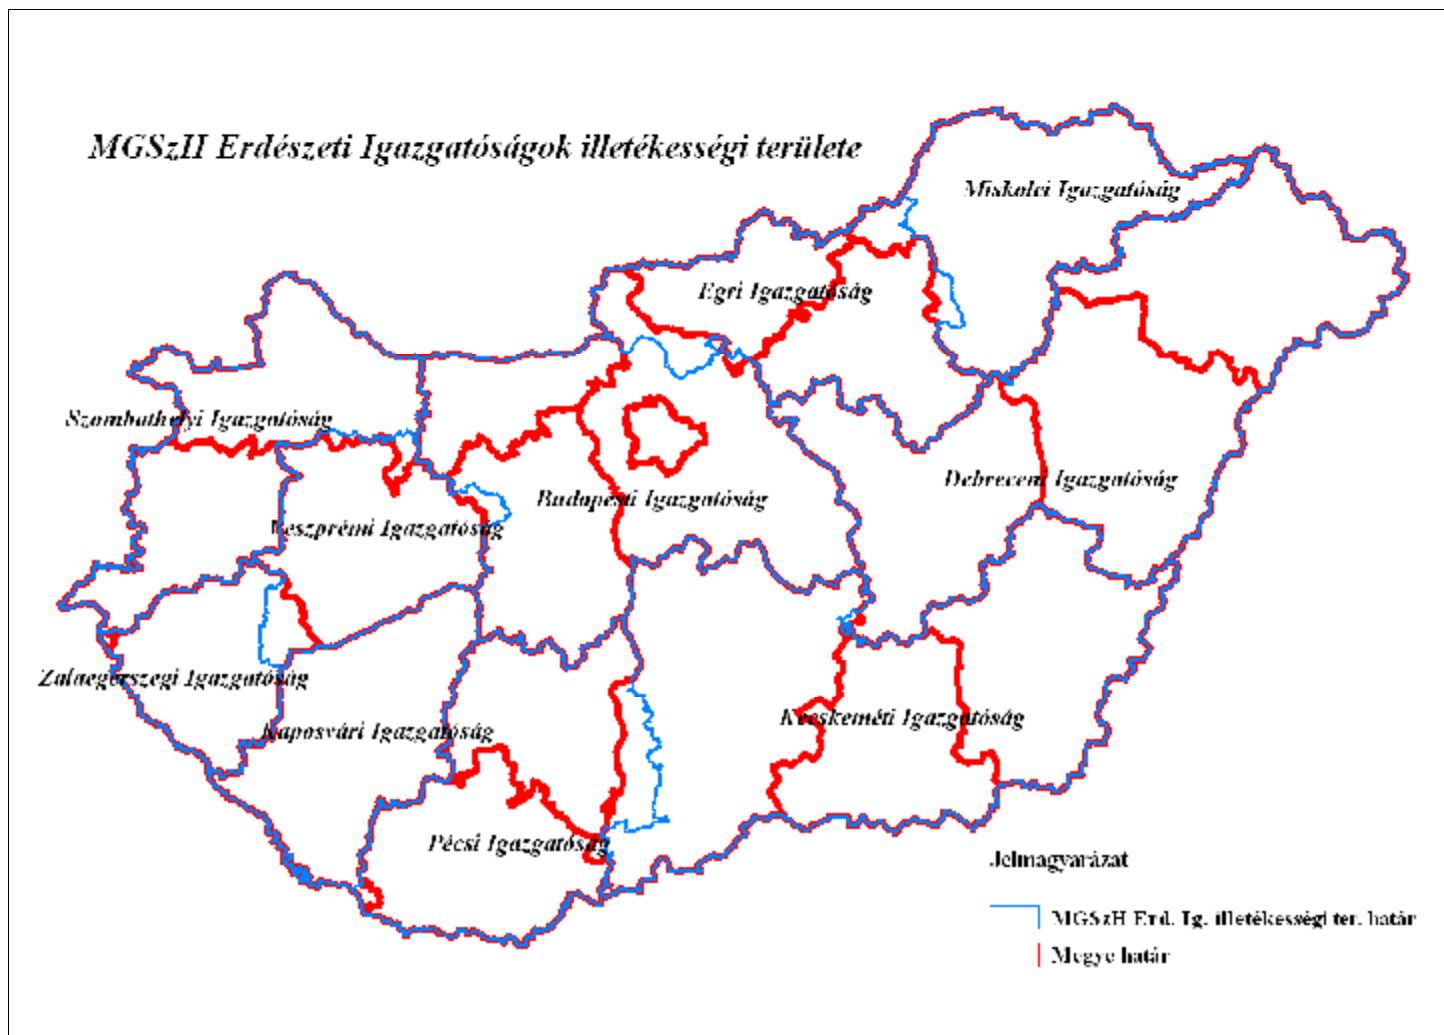 MGSzH Erdészeti Igazgatóságok illetékességi területe
Miskolci Igazgatóság
Egri Igazgatóság
Szombathelyi Igazgatóság
Debreceni Igazgatóság
Budapesti Igazgatóság
Veszprémi Igazgatóság
Zalaegerszegi Igazgatóság
Kecskeméti Igazgatóság
Kaposvári Igazgatóság
Pécsi Igazgatóság
Jelmagyarázat
MGSzH Erd. Ig. illetékességi ter. határ
Megye határ